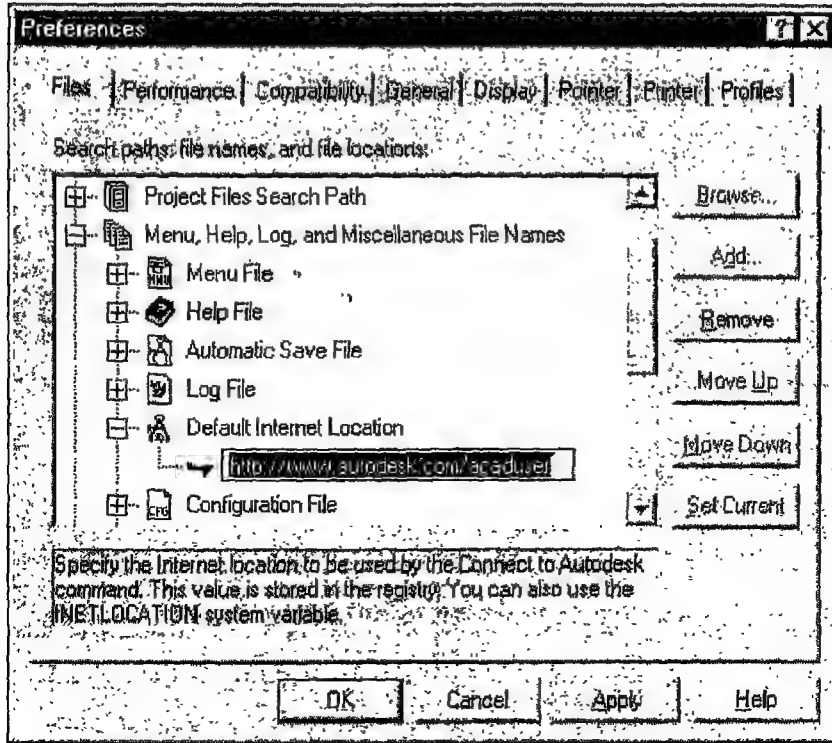 Preferences
Files Performance Compatibility General Display Pointer Printer Profiles
Search paths, file names, and file locations:
Project Files Search Path
Browse...
Menu, Help, Log, and Miscellaneous File Names
Add...
Menu File
Help File
Remove
Automatic Save File
Log File
Move Up
Default Internet Location
http://www.autodesk.com/acaduser
Move Down
Configuration File
Set Current
Specify the Internet location to be used by the Connect to Autodesk
command. This value is stored in the registry. You can also use the
INETLOCATION system variable.
OK Cancel Apply Help